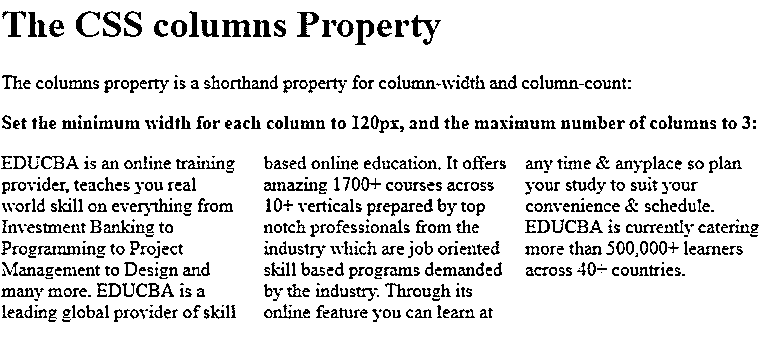 The CSS columns Property
The columns property is a shorthand property for column-width and column-count:
Set the minimum width for each column to 120px, and the maximum number of columns to 3:
EDUCBA is an online training
provider, teaches you real
world skill on everything from
Investment Banking to
Programming to Project
Management to Design and
many more. EDUCBA is a
leading global provider of skill
based online education. It offers
amazing 1700+ courses across
10+ verticals prepared by top
notch professionals from the
industry which are job oriented
skill based programs demanded
by the industry. Through its
online feature you can learn at
any time & anyplace so plan
your study to suit your
convenience & schedule.
EDUCBA is currently catering
more than 500,000+ learners
across 40+ countries.